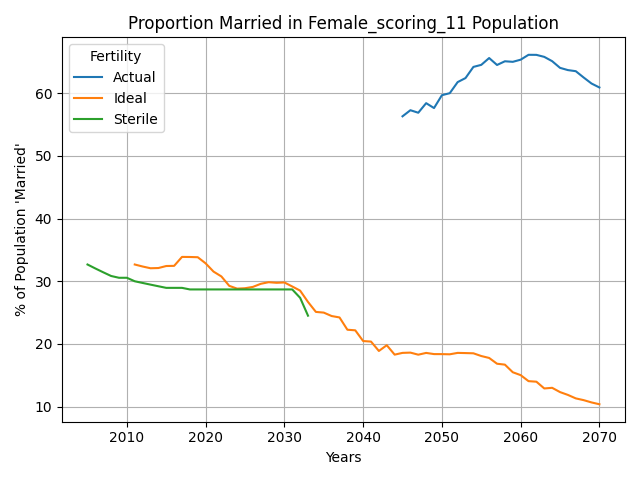 Proportion Married in Female_scoring_11 Population
% of Population 'Married'
Fertility
Actual
Ideal
Sterile
60
50
40
30
20
10
2010 2020 2030 2040 2050 2060 2070
Years